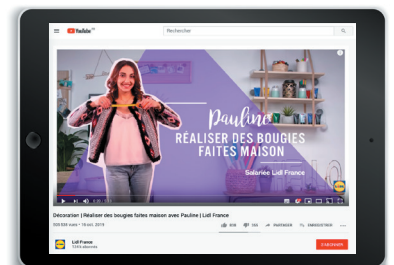 YouTube FR
Rechercher
Pauline
RÉALISER DES BOUGIES
FAITES MAISON
Salariée Lidl France
Décoration | Réaliser des bougies faites maison avec Pauline | Lidl France
PARTAGER
ENREGISTRER
Lidl France
S'ABONNER